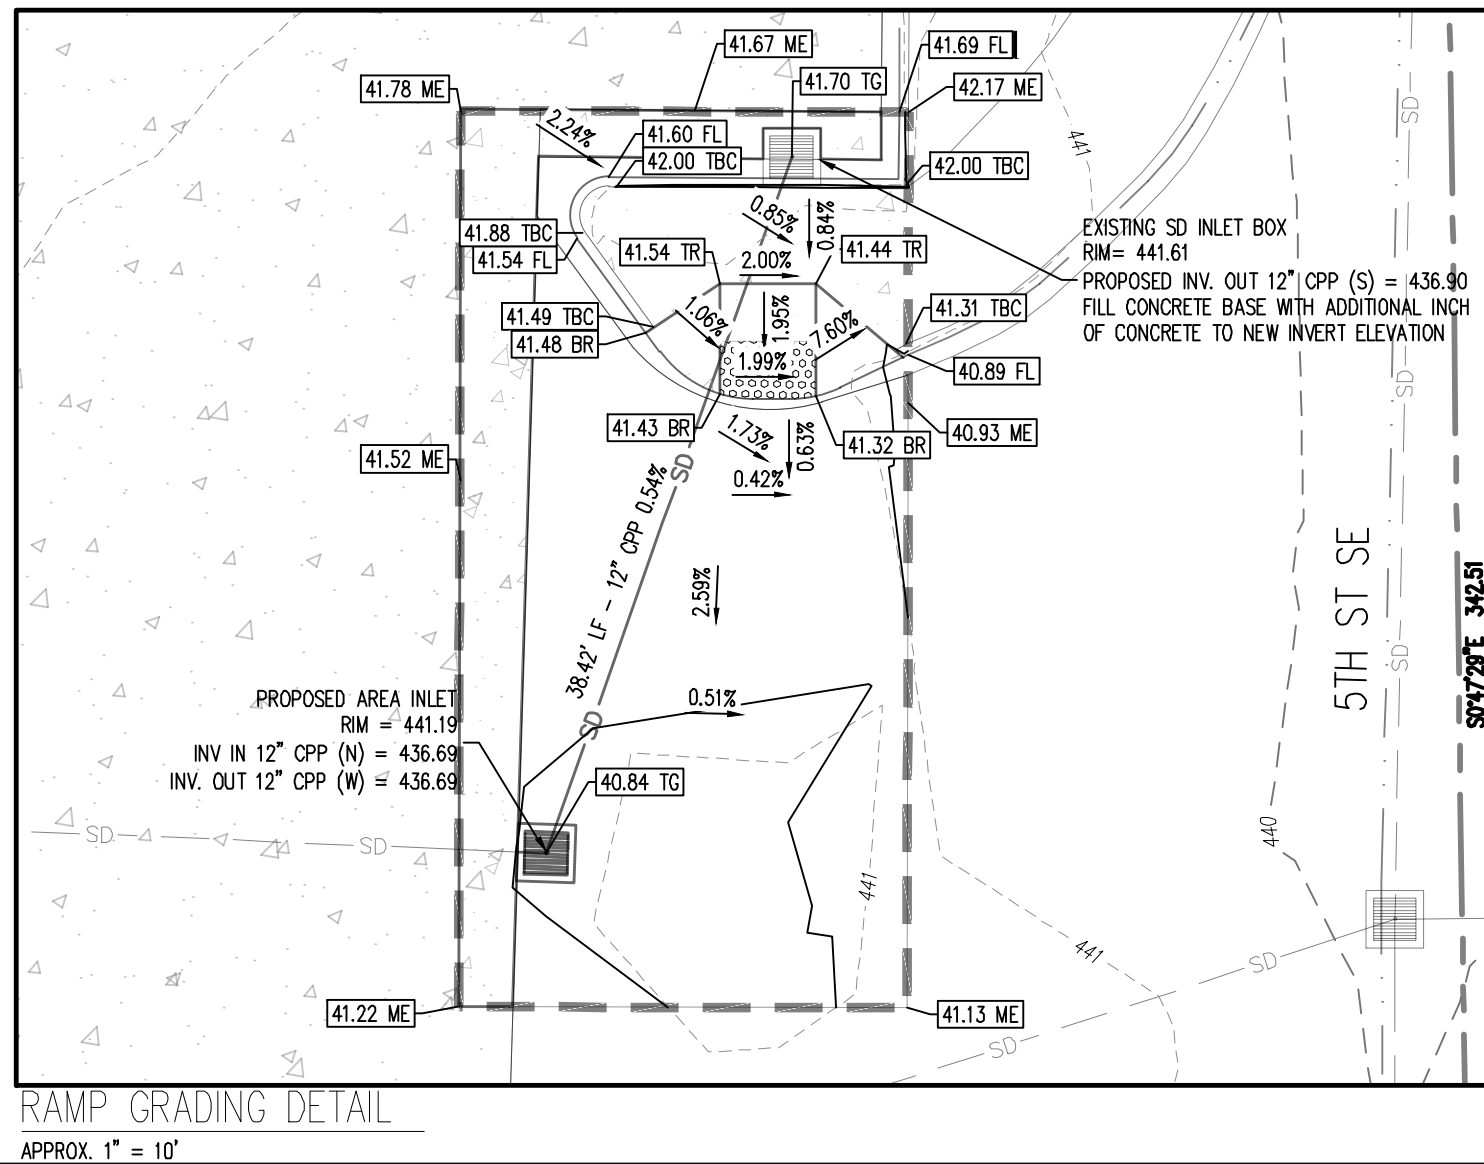 41.67 ME
41.69 FL
41.78 ME
41.70 TG
42.17 ME
SD
2.24%
41.60 FL
441
42.00 TBC
42.00 TBC
0.85%
0.84%
41.88 TBC
41.54 FL
41.54 TR
41.44 TR
2.00%
EXISTING SD INLET BOX
RIM= 441.61
PROPOSED INV. OUT 12" CPP (S) = 436.90
FILL CONCRETE BASE WITH ADDITIONAL INCH
OF CONCRETE TO NEW INVERT ELEVATION
41.49 TBC
41.48 BR
1.06%
1.95%
7.60%
41.31 TBC
1.99%
40.89 FL
SD
41.43 BR
1.73%
0.63%
41.32 BR
40.93 ME
41.52 ME
SD
0.42%
38.42' LF - 12" CPP 0.54%
2.59%
5TH ST SE
S0°47'29"E 342.51
SD
PROPOSED AREA INLET
RIM = 441.19
INV IN 12" CPP (N) = 436.69
INV. OUT 12" CPP (W) = 436.69
0.51%
SD
40.84 TG
SD
SD
440
441
441
SD
41.22 ME
41.13 ME
SD
RAMP GRADING DETAIL
APPROX. 1" = 10'